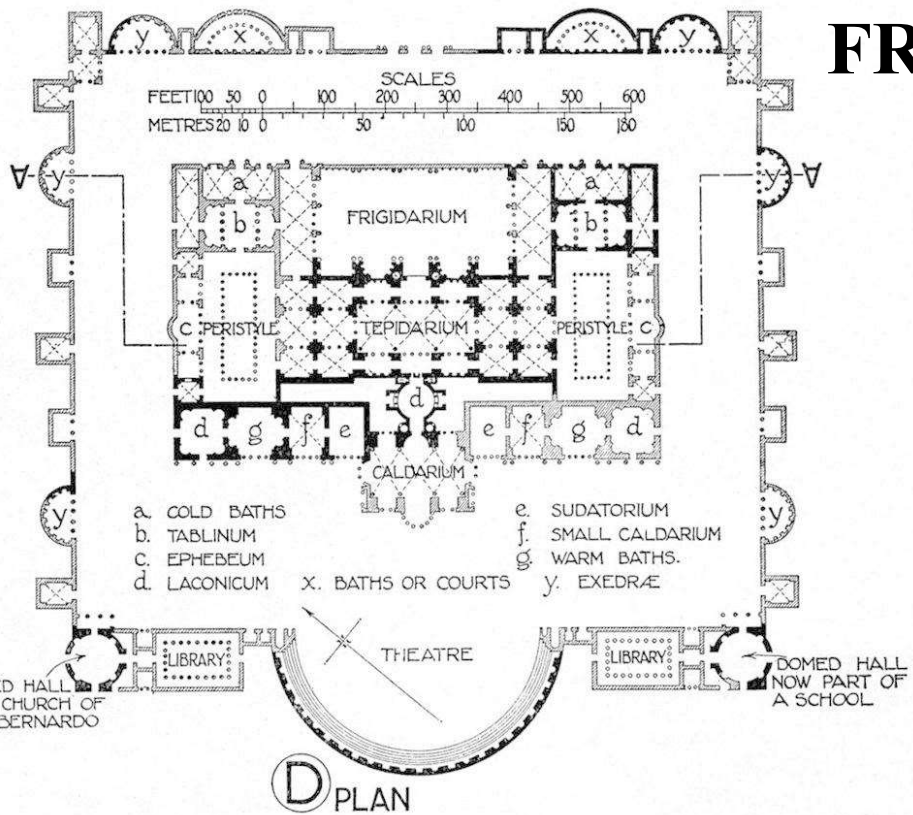 FR
y x x y
SCALES
FEET 100 50 0 100 200 300 400 500 600
METRES 20 10 0 50 100 150 180
A y y A
a a
b FRIGIDARIUM b
c PERISTYLE TEPIDARIUM PERISTYLE c
d
d g f e e f g d
CALDARIUM
y y
a. COLD BATHS
b. TABLINUM
c. EPHEBEUM
d. LACONICUM
x. BATHS OR COURTS
e. SUDATORIUM
f. SMALL CALDARIUM
g. WARM BATHS.
y. EXEDRÆ
THEATRE
LIBRARY LIBRARY
ED HALL
CHURCH OF
BERNARDO
DOMED HALL
NOW PART OF
A SCHOOL
D PLAN